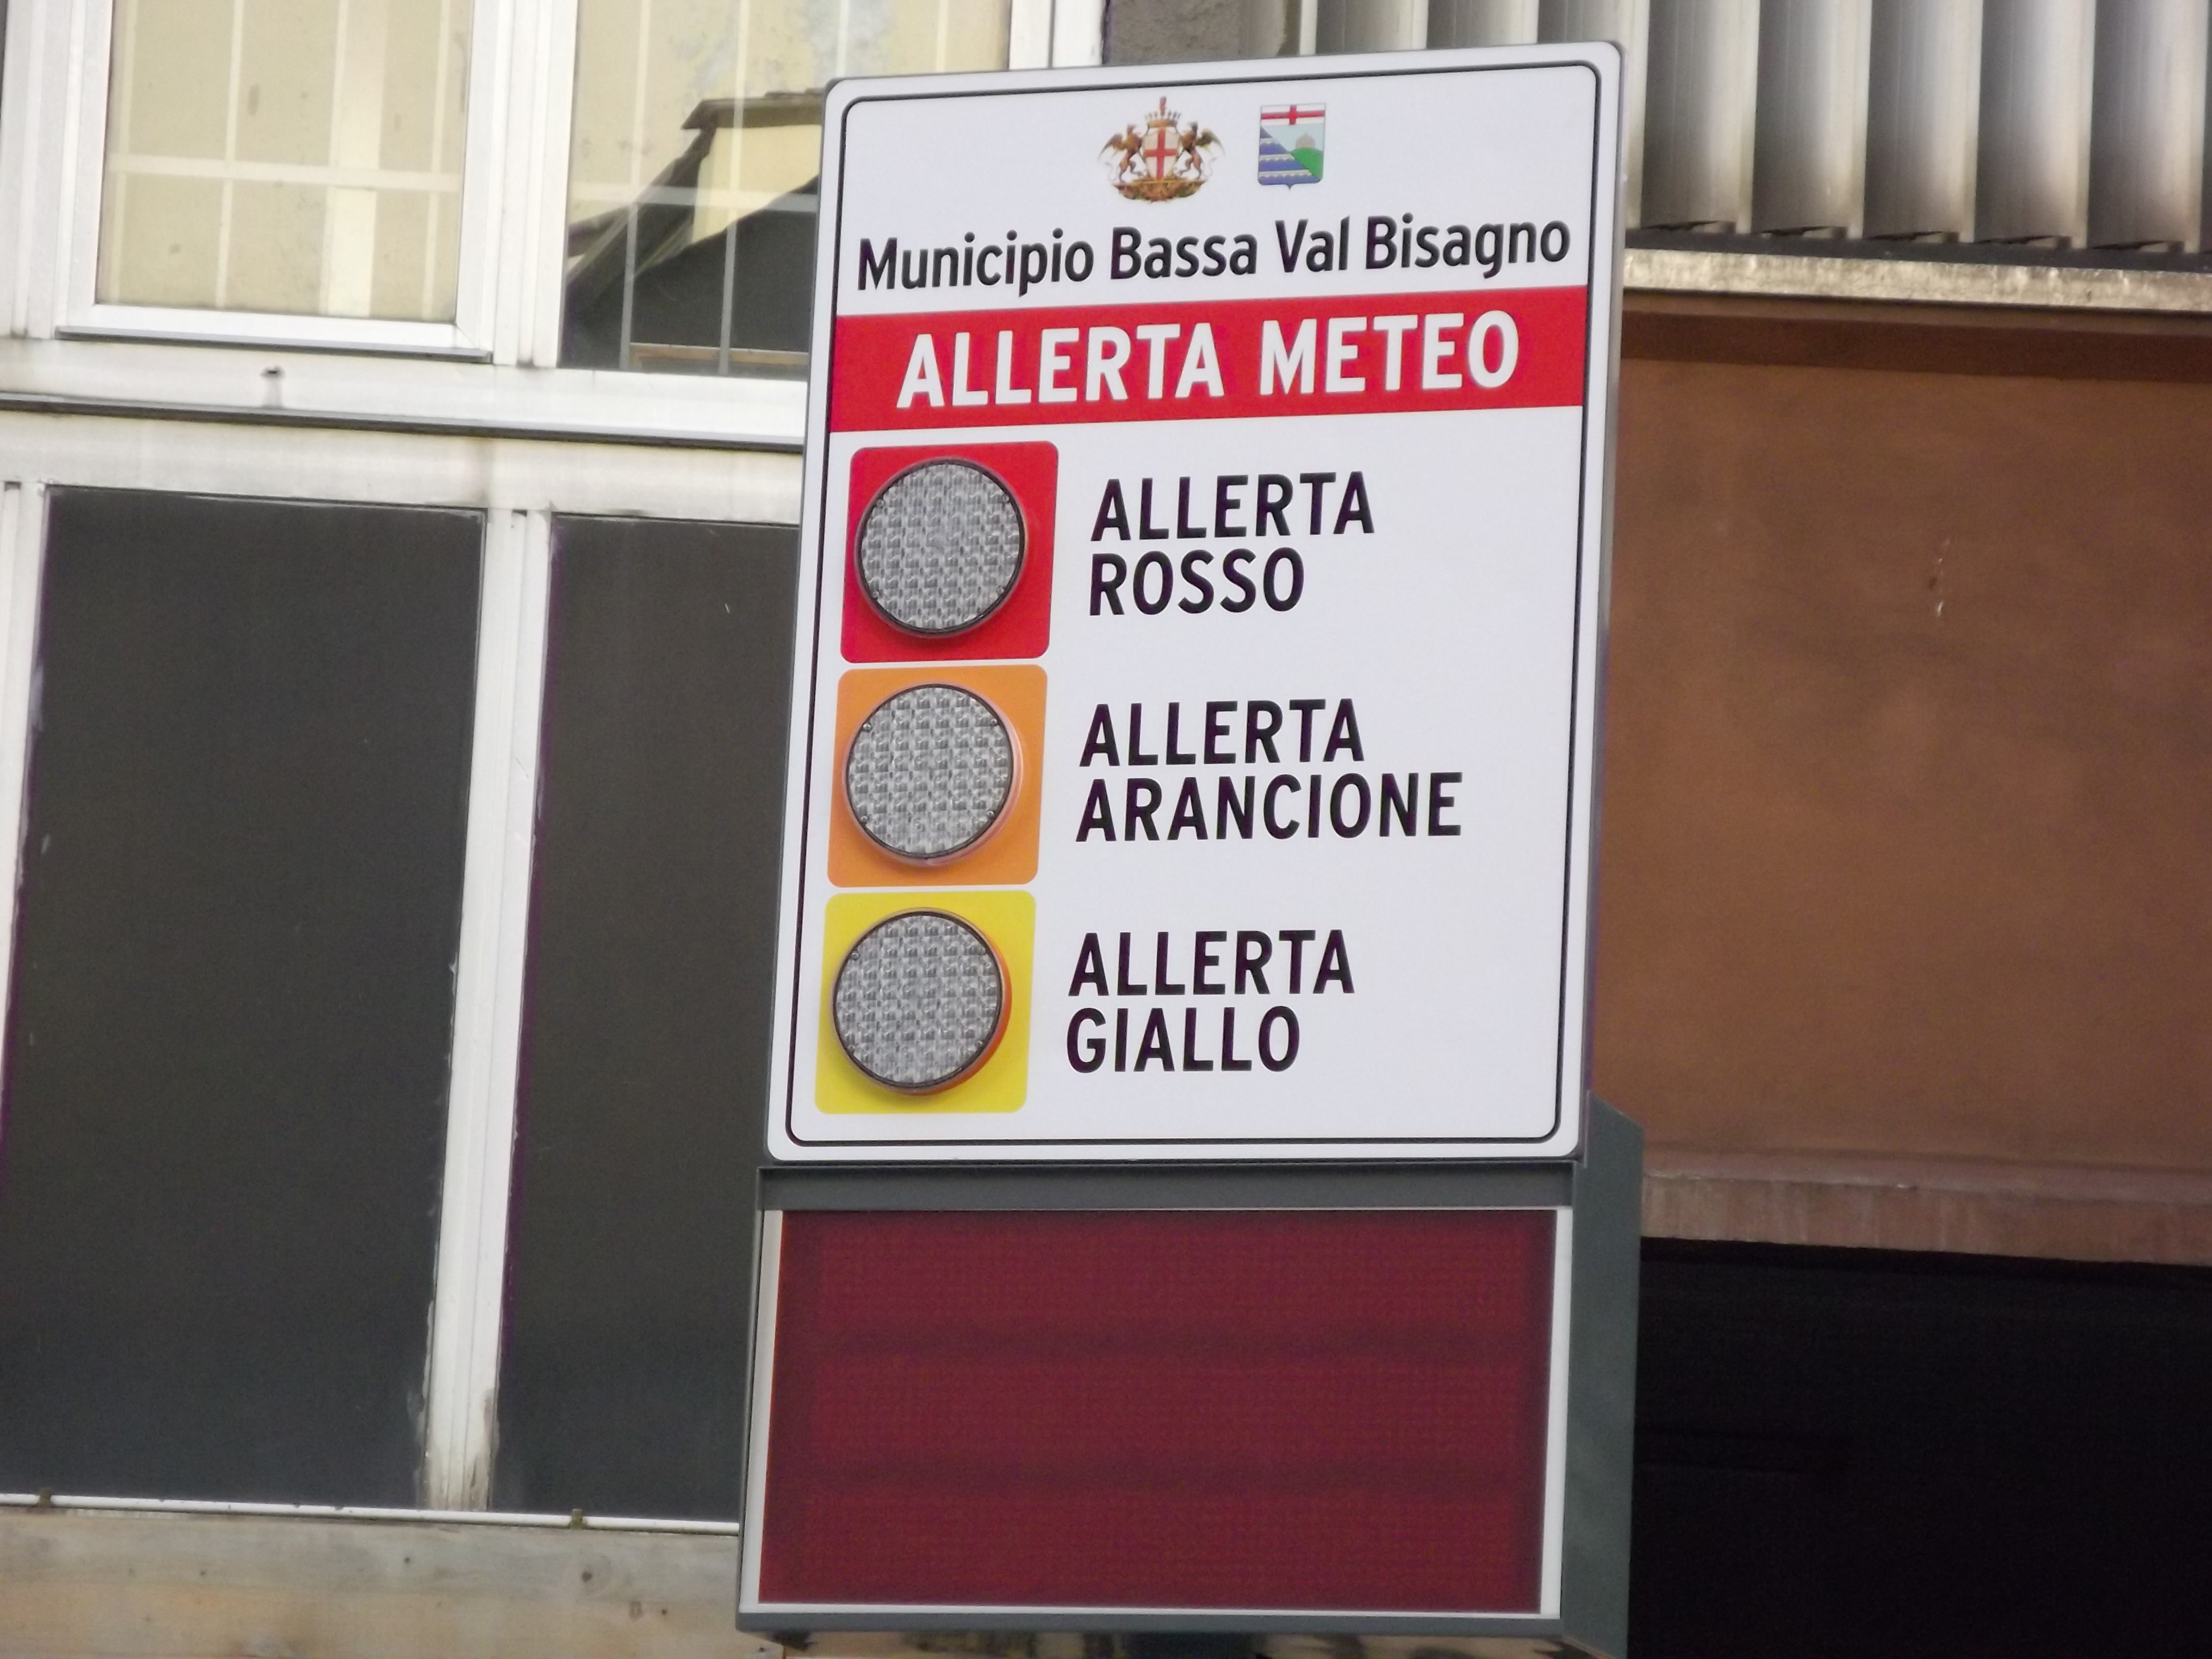 Municipio Bassa Val Bisagno
ALLERTA METEO
ALLERTA
ROSSO
ALLERTA
ARANCIONE
ALLERTA
GIALLO